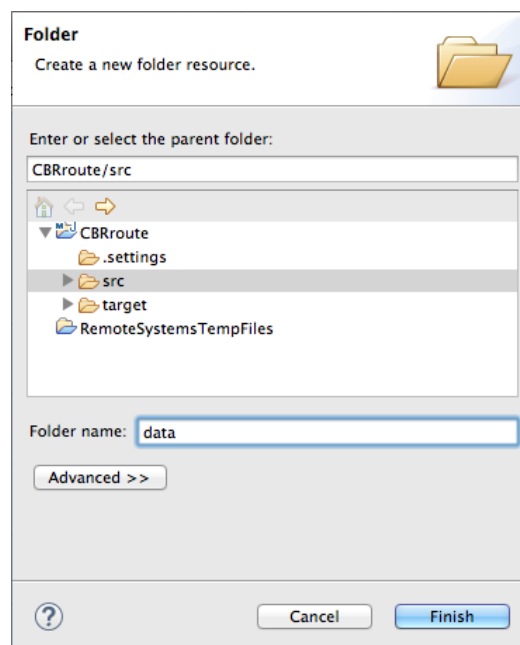 Folder
Create a new folder resource.
Enter or select the parent folder:
CBRroute/src
CBRroute
.settings
src
target
RemoteSystemsTempFiles
Folder name: data
Advanced >>
? Cancel Finish